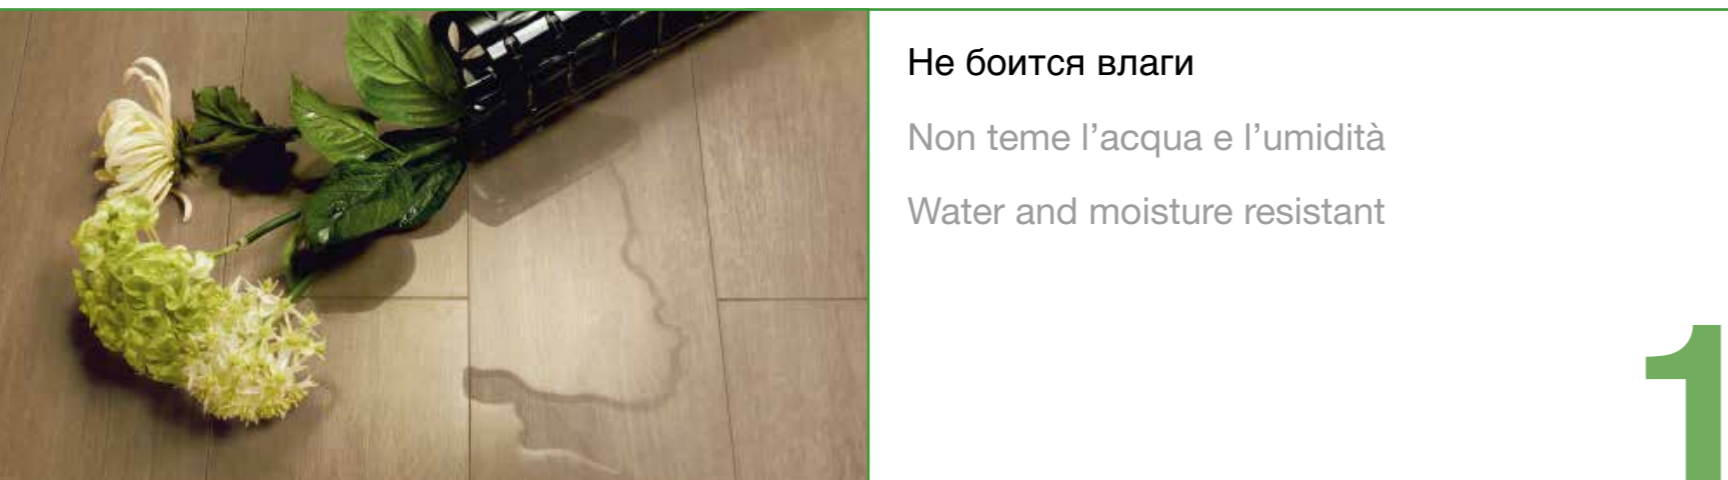 Не боится влаги
Non teme l’acqua e l’umidità
Water and moisture resistant
1